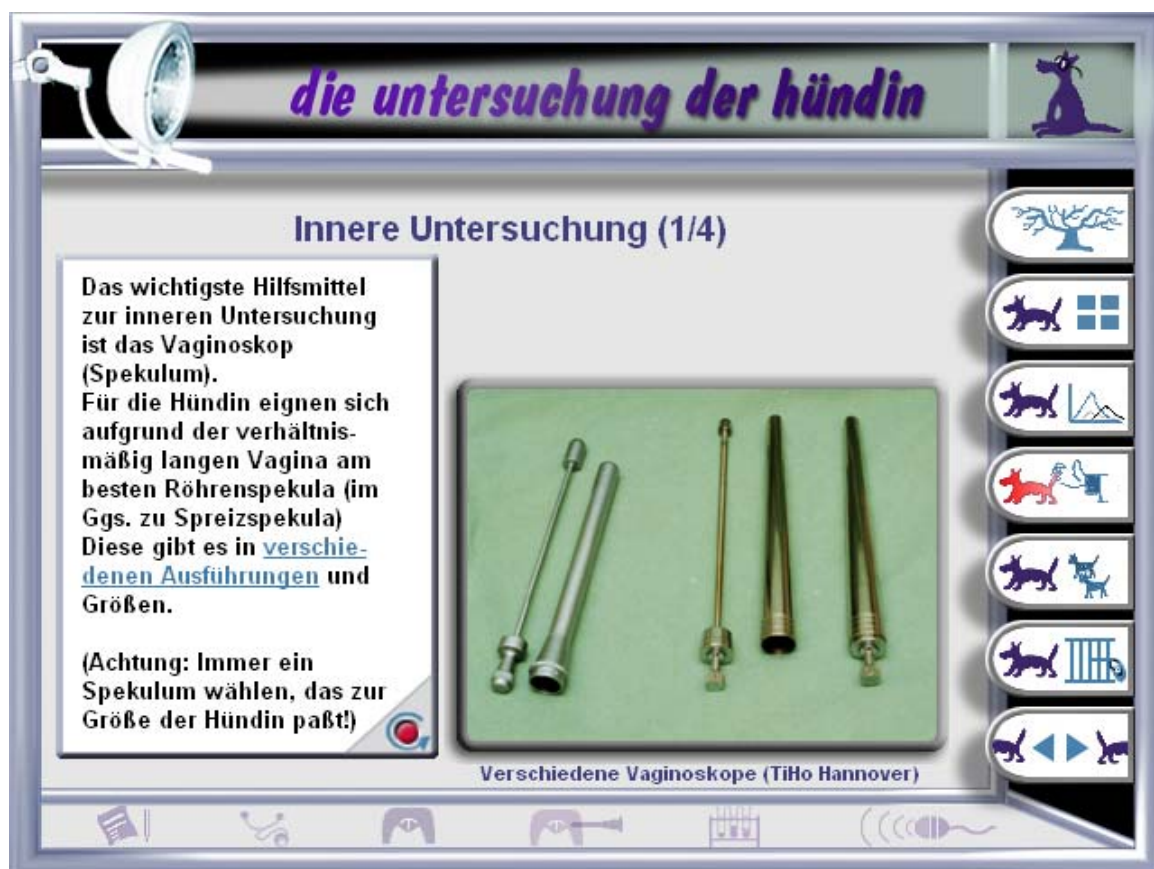 die untersuchung der hündin
Innere Untersuchung (1/4)
Das wichtigste Hilfsmittel
zur inneren Untersuchung
ist das Vaginoskop
(Spekulum).
Für die Hündin eignen sich
aufgrund der verhältnis-
mäßig langen Vagina am
besten Röhrenspekula (im
Ggs. zu Spreizspekula)
Diese gibt es in verschie-
denen Ausführungen und
Größen.
(Achtung: Immer ein
Spekulum wählen, das zur
Größe der Hündin paßt!)
Verschiedene Vaginoskope (TiHo Hannover)